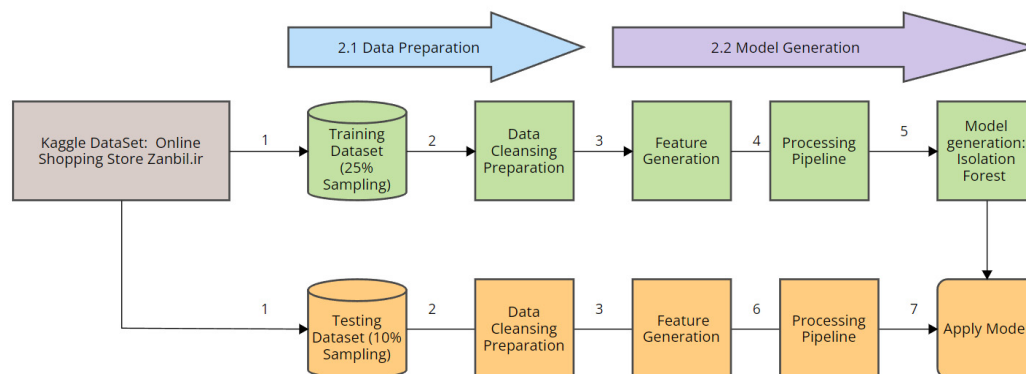 2.1 Data Preparation
2.2 Model Generation
Kaggle DataSet: Online
Shopping Store Zanbil.ir
1
Training
Dataset
(25%
Sampling)
2
Data
Cleansing
Preparation
3
Feature
Generation
4
Processing
Pipeline
5
Model
generation:
Isolation
Forest
1
Testing
Dataset (10%
Sampling)
2
Data
Cleansing
Preparation
3
Feature
Generation
6
Processing
Pipeline
7
Apply Model